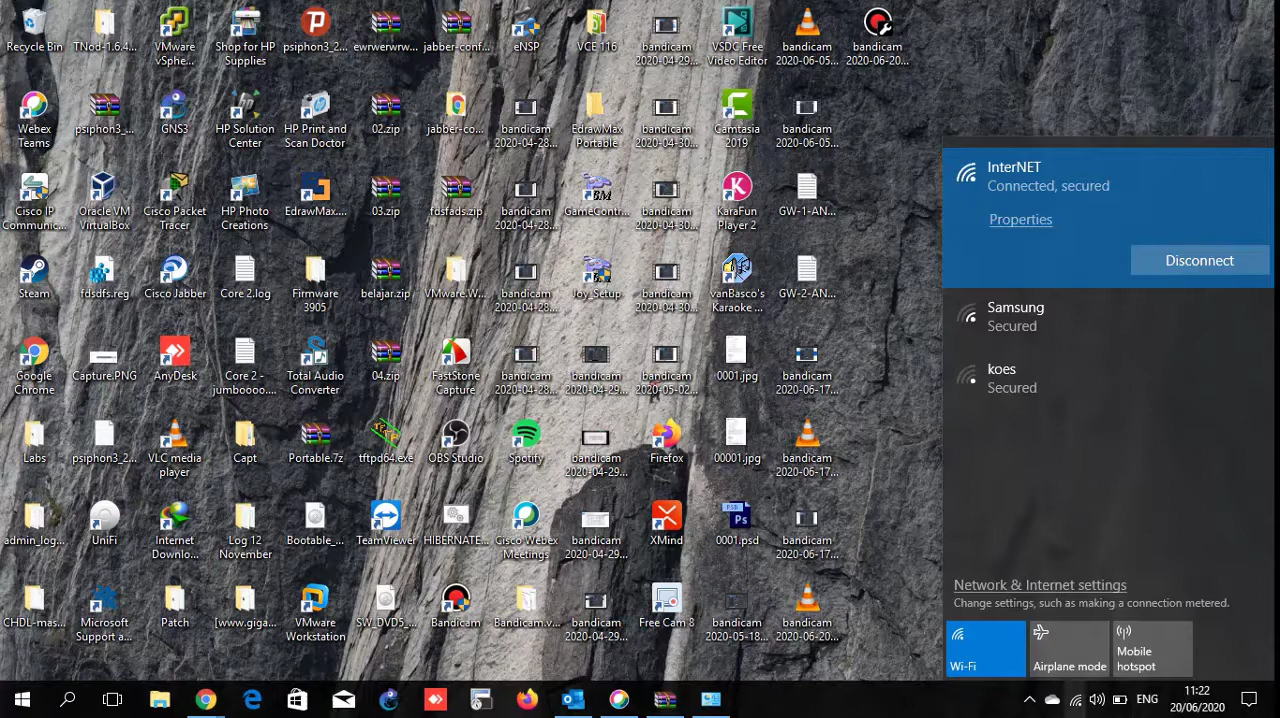 Recycle Bin
TNod-1.6.4...
VMware
vSphe...
Shop for HP
Supplies
psiphon3_2...
ewrwerwrw...
jabber-conf...
eNSP
VCE 116
bandicam
2020-04-29...
VSDC Free
Video Editor
bandicam
2020-06-05...
bandicam
2020-06-20...
Webex
Teams
psiphon3_...
GNS3
HP Solution
Center
HP Print and
Scan Doctor
02.zip
jabber-co...
bandicam
2020-04-28...
EdrawMax
Portable
bandicam
2020-04-30...
Camtasia
2019
bandicam
2020-06-05...
Cisco IP
Communic...
Oracle VM
VirtualBox
Cisco Packet
Tracer
HP Photo
Creations
EdrawMax....
03.zip
fdsfads.zip
bandicam
2020-04-28...
GameContr...
bandicam
2020-04-30...
KaraFun
Player 2
GW-1-AN...
Steam
fdsdfs.reg
Cisco Jabber
Core 2.log
Firmware
3905
belajar.zip
VMware.W...
bandicam
2020-04-28...
Joy_Setup
bandicam
2020-04-30...
vanBasco's
Karaoke ...
GW-2-AN...
Google
Chrome
Capture.PNG
AnyDesk
Core 2 -
jumboooo....
Total Audio
Converter
04.zip
FastStone
Capture
bandicam
2020-04-28...
bandicam
2020-04-29...
bandicam
2020-05-02...
0001.jpg
bandicam
2020-06-17...
Labs
psiphon3_2...
VLC media
player
Capt
Portable.7z
tftpd64.exe
OBS Studio
Spotify
bandicam
2020-04-29...
Firefox
00001.jpg
bandicam
2020-06-17...
admin_log...
UniFi
Internet
Downlo...
Log 12
November
Bootable_...
TeamViewer
HIBERNATE...
Cisco Webex
Meetings
bandicam
2020-04-29...
XMind
0001.psd
bandicam
2020-06-17...
CHDL-mas...
Microsoft
Support a...
Patch
[www.giga...
VMware
Workstation
SW_DVD5_...
Bandicam
Bandicam.v...
bandicam
2020-04-29...
Free Cam 8
bandicam
2020-05-18...
bandicam
2020-06-20...
InterNET
Connected, secured
Properties
Disconnect
Samsung
Secured
koes
Secured
Network & Internet settings
Change settings, such as making a connection metered.
Wi-Fi
Airplane mode
Mobile
hotspot
ENG
11:22
20/06/2020